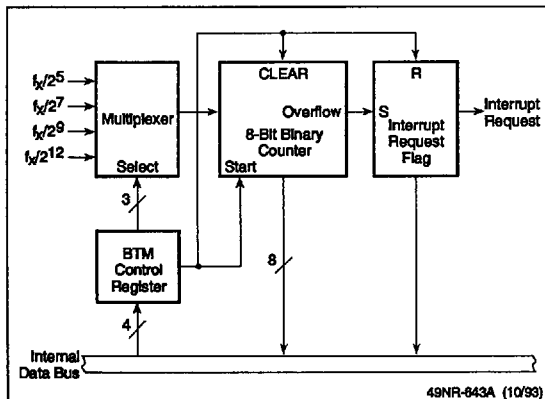 CLEAR
R
fx/2^5
fx/2^7
fx/2^9
fx/2^12
Multiplexer
Select
Overflow
8-Bit Binary
Counter
Start
S
Interrupt
Request
Flag
Interrupt
Request
3
BTM
Control
Register
8
4
Internal
Data Bus
49NR-643A (10/93)